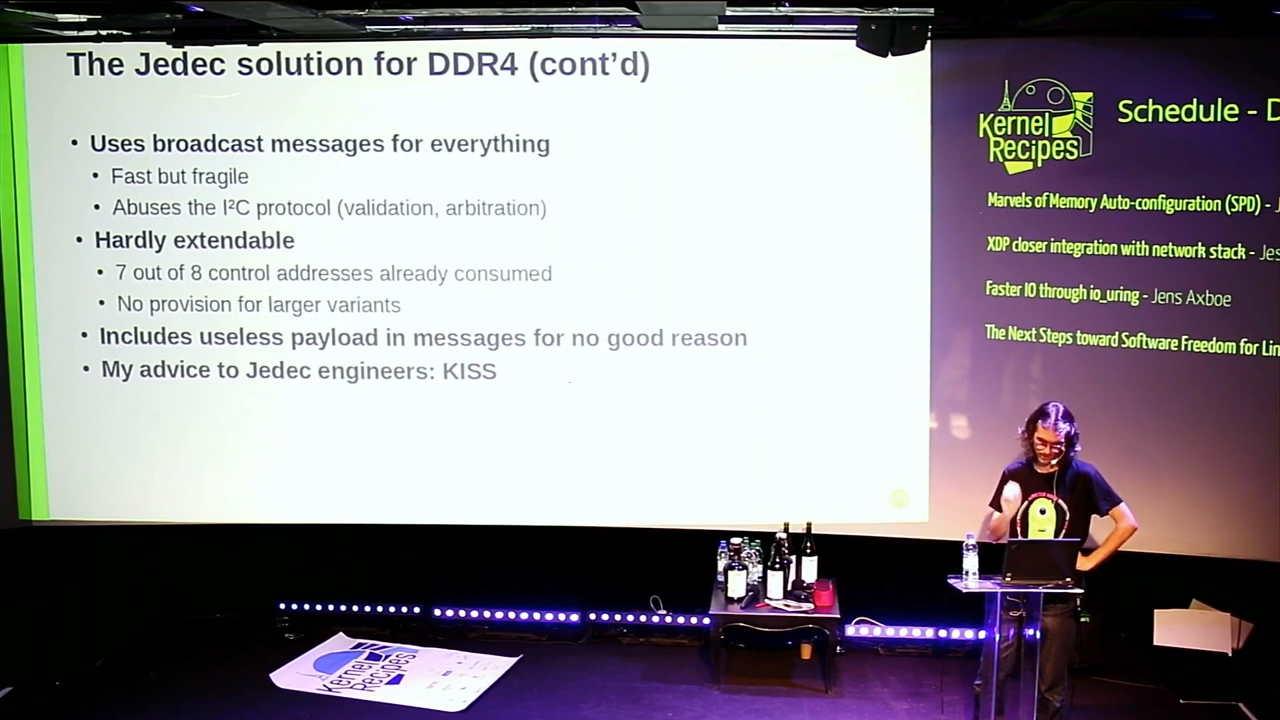 The Jedec solution for DDR4 (cont'd)
• Uses broadcast messages for everything
• Fast but fragile
• Abuses the I²C protocol (validation, arbitration)
• Hardly extendable
• 7 out of 8 control addresses already consumed
• No provision for larger variants
• Includes useless payload in messages for no good reason
• My advice to Jedec engineers: KISS
Kernel
Recipes
Schedule - D
Marvels of Memory Auto-configuration (SPD) - J
XDP closer integration with network stack - Jes
Faster IO through io_uring - Jens Axboe
The Next Steps toward Software Freedom for Lin
Kernel
Recipes